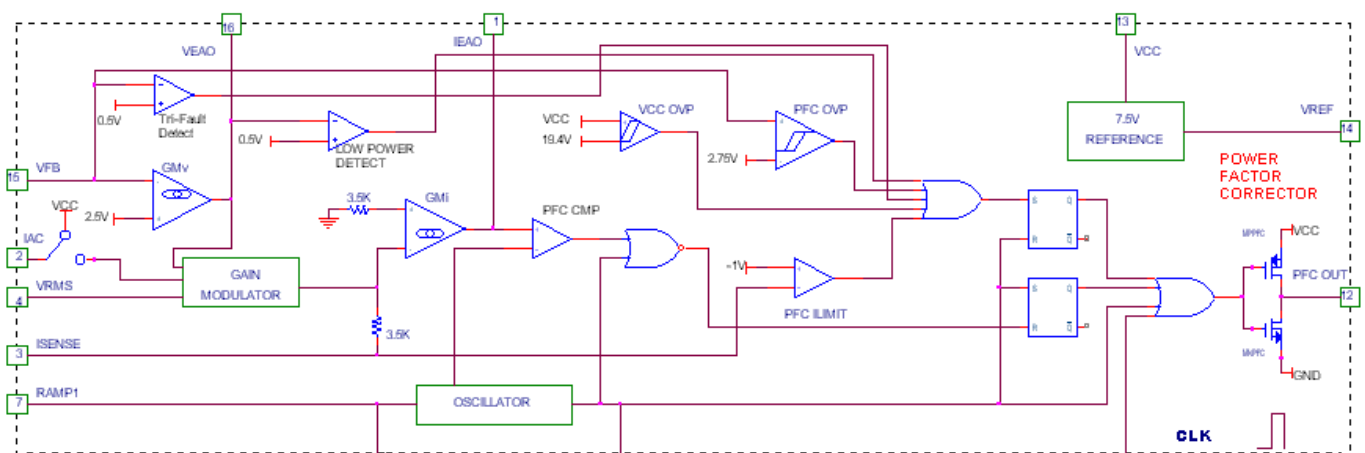 16
VEAO
1
IEAO
13
VCC
0.5V
Tri-Fault
Detect
0.5V
LOW POWER
DETECT
VCC OVP
VCC
19.4V
PFC OVP
2.75V
7.5V
REFERENCE
VREF
14
POWER
FACTOR
CORRECTOR
15
VFB
GMv
VCC
2.5V
3.5K
GMi
PFC CMP
S
Q
R
Q
IAC
2
GAIN
MODULATOR
VRMS
4
-1V
PFC ILIMIT
S
Q
R
Q
VCC
PFC OUT
12
GND
3.5K
ISENSE
3
RAMP1
7
OSCILLATOR
CLK